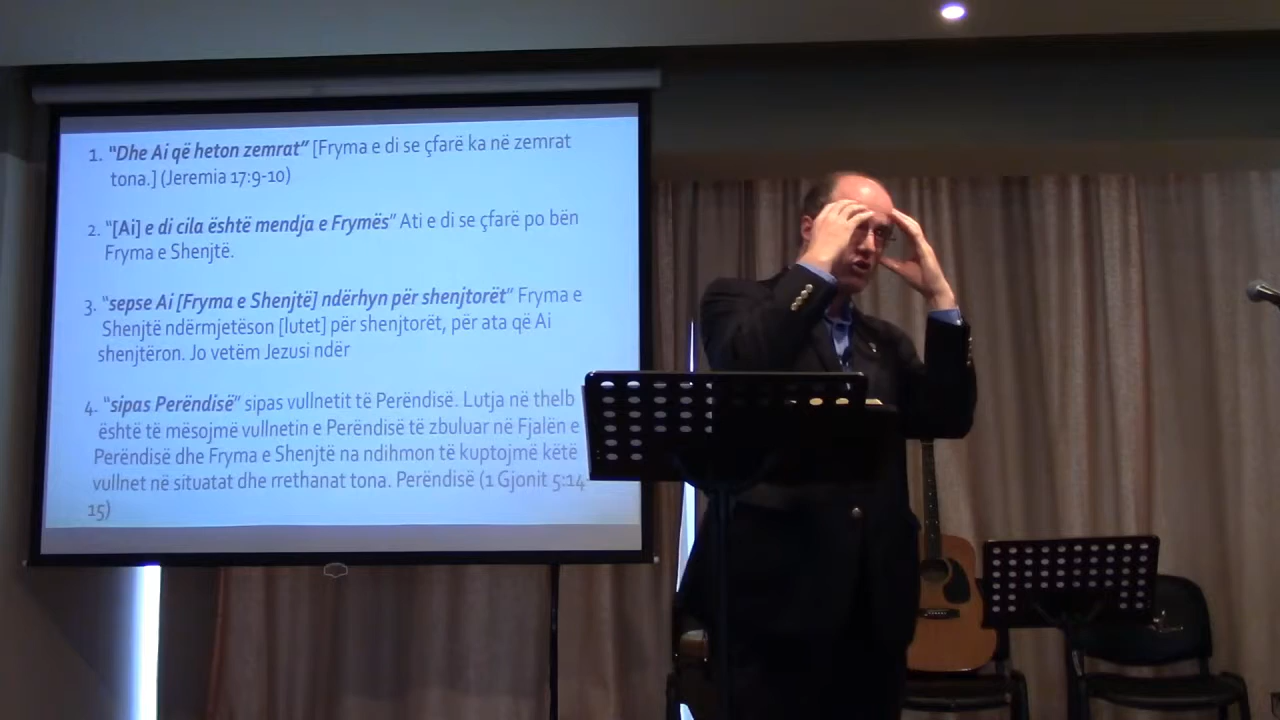 1. "Dhe Ai që heton zemrat" [Fryma e di se çfarë ka në zemrat
tona.] (Jeremia 17:9-10)
2. "[Ai] e di cila është mendja e Frymës" Ati e di se çfarë po bën
Fryma e Shenjtë.
3. "sepse Ai [Fryma e Shenjtë] ndërhyn për shenjtorët" Fryma e
Shenjtë ndërmjetëson [lutet] për shenjtorët, për ata që Ai
shenjtëron. Jo vetëm Jezusi ndër
4. "sipas Perëndisë" sipas vullnetit të Perëndisë. Lutja në thelb
është të mësojmë vullnetin e Perëndisë të zbuluar në Fjalën e
Perëndisë dhe Fryma e Shenjtë na ndihmon të kuptojmë këtë
vullnet në situatat dhe rrethanat tona. Perëndisë (1 Gjonit 5:14-
15)